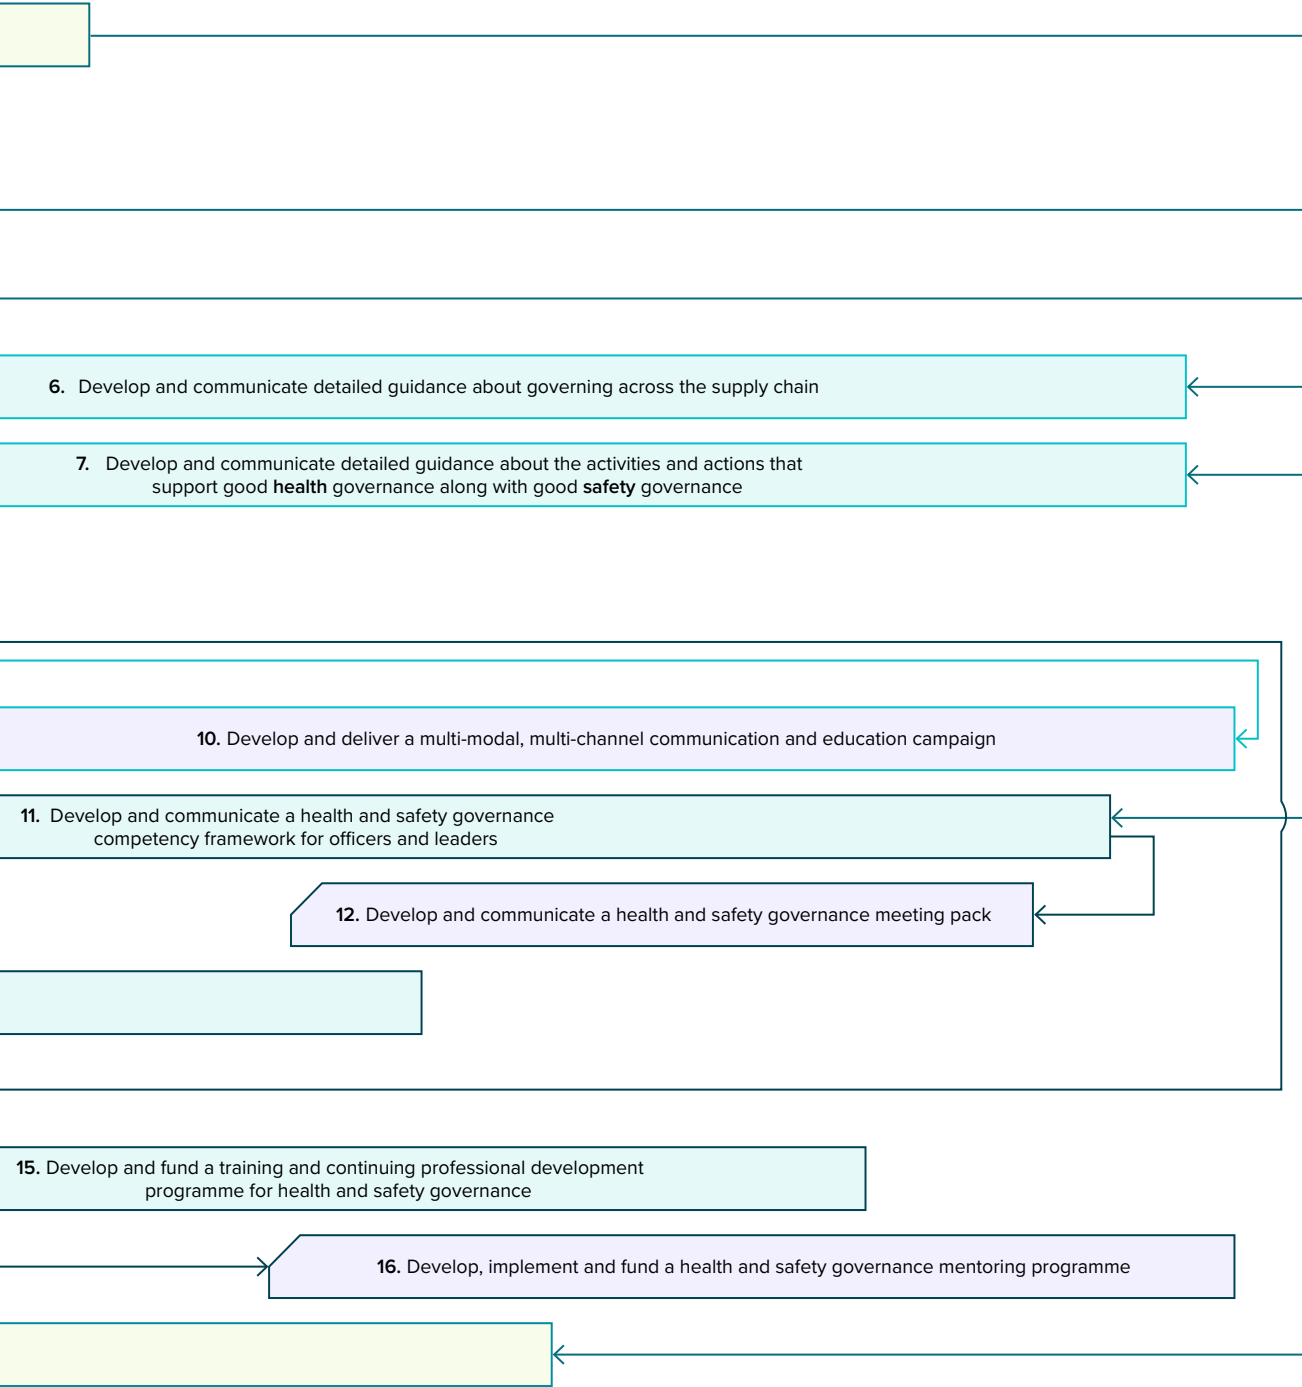 6. Develop and communicate detailed guidance about governing across the supply chain
7. Develop and communicate detailed guidance about the activities and actions that
support good health governance along with good safety governance
10. Develop and deliver a multi-modal, multi-channel communication and education campaign
11. Develop and communicate a health and safety governance
competency framework for officers and leaders
12. Develop and communicate a health and safety governance meeting pack
15. Develop and fund a training and continuing professional development
programme for health and safety governance
16. Develop, implement and fund a health and safety governance mentoring programme